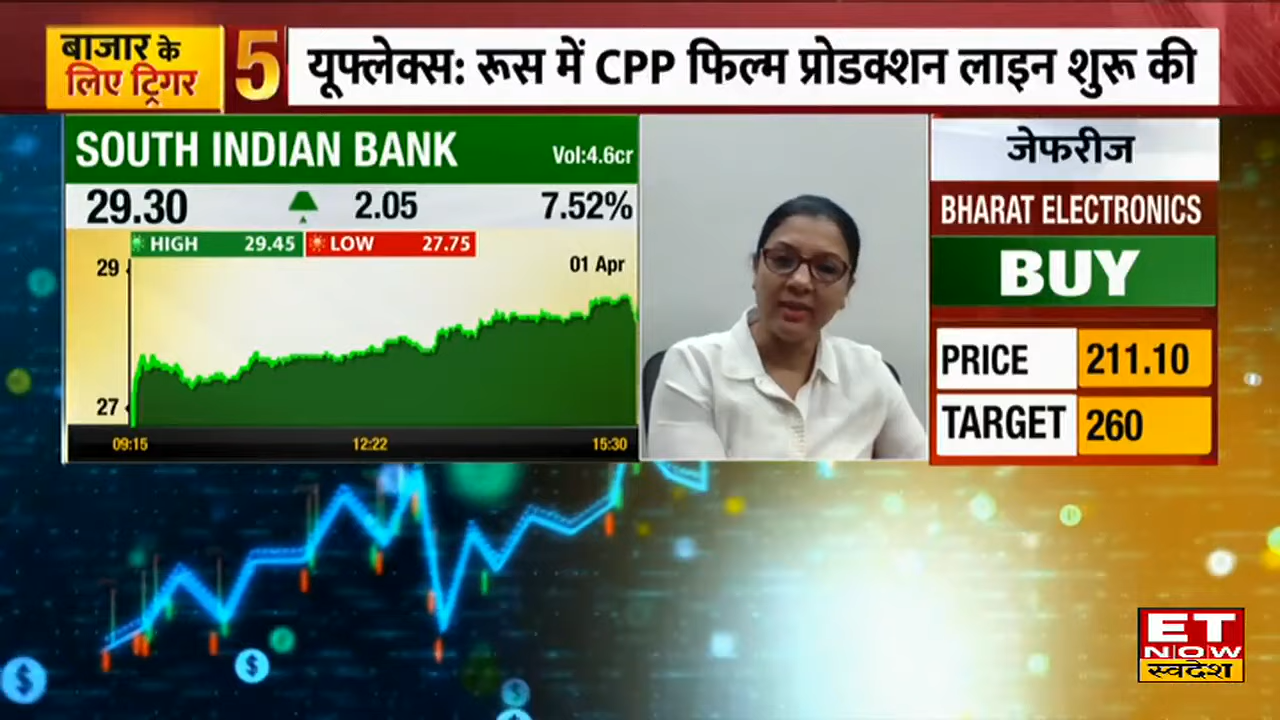 बाजार के
लिए ट्रिगर
5
यूफ्लेक्स: रूस में CPP फिल्म प्रोडक्शन लाइन शुरू की
SOUTH INDIAN BANK Vol:4.6cr
29.30 2.05 7.52%
HIGH 29.45 LOW 27.75
01 Apr
29
27
09:15 12:22 15:30
जेफरीज
BHARAT ELECTRONICS
BUY
PRICE 211.10
TARGET 260
ET
NOW
स्वदेश